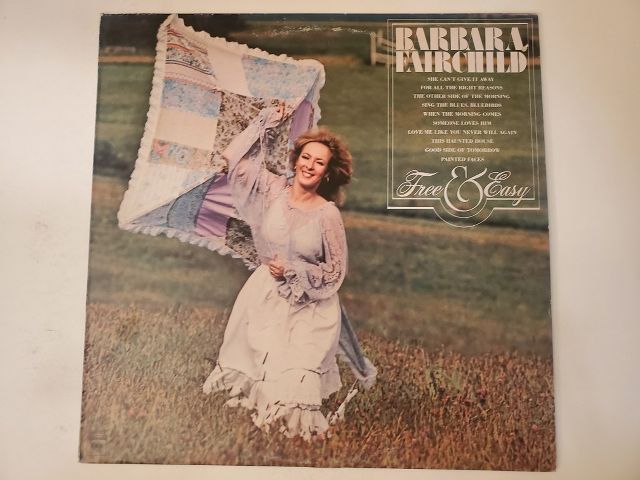 BARBARA
FAIRCHILD
SHE CAN'T GIVE IT AWAY
FOR ALL THE RIGHT REASONS
THE OTHER SIDE OF THE MORNING
SING THE BLUES, BLUEBIRDS
WHEN THE MORNING COMES
SOMEONE LOVES HIM
LOVE ME LIKE YOU NEVER WILL AGAIN
THIS HAUNTED HOUSE
GOOD SIDE OF TOMORROW
PAINTED FACES
Free & Easy